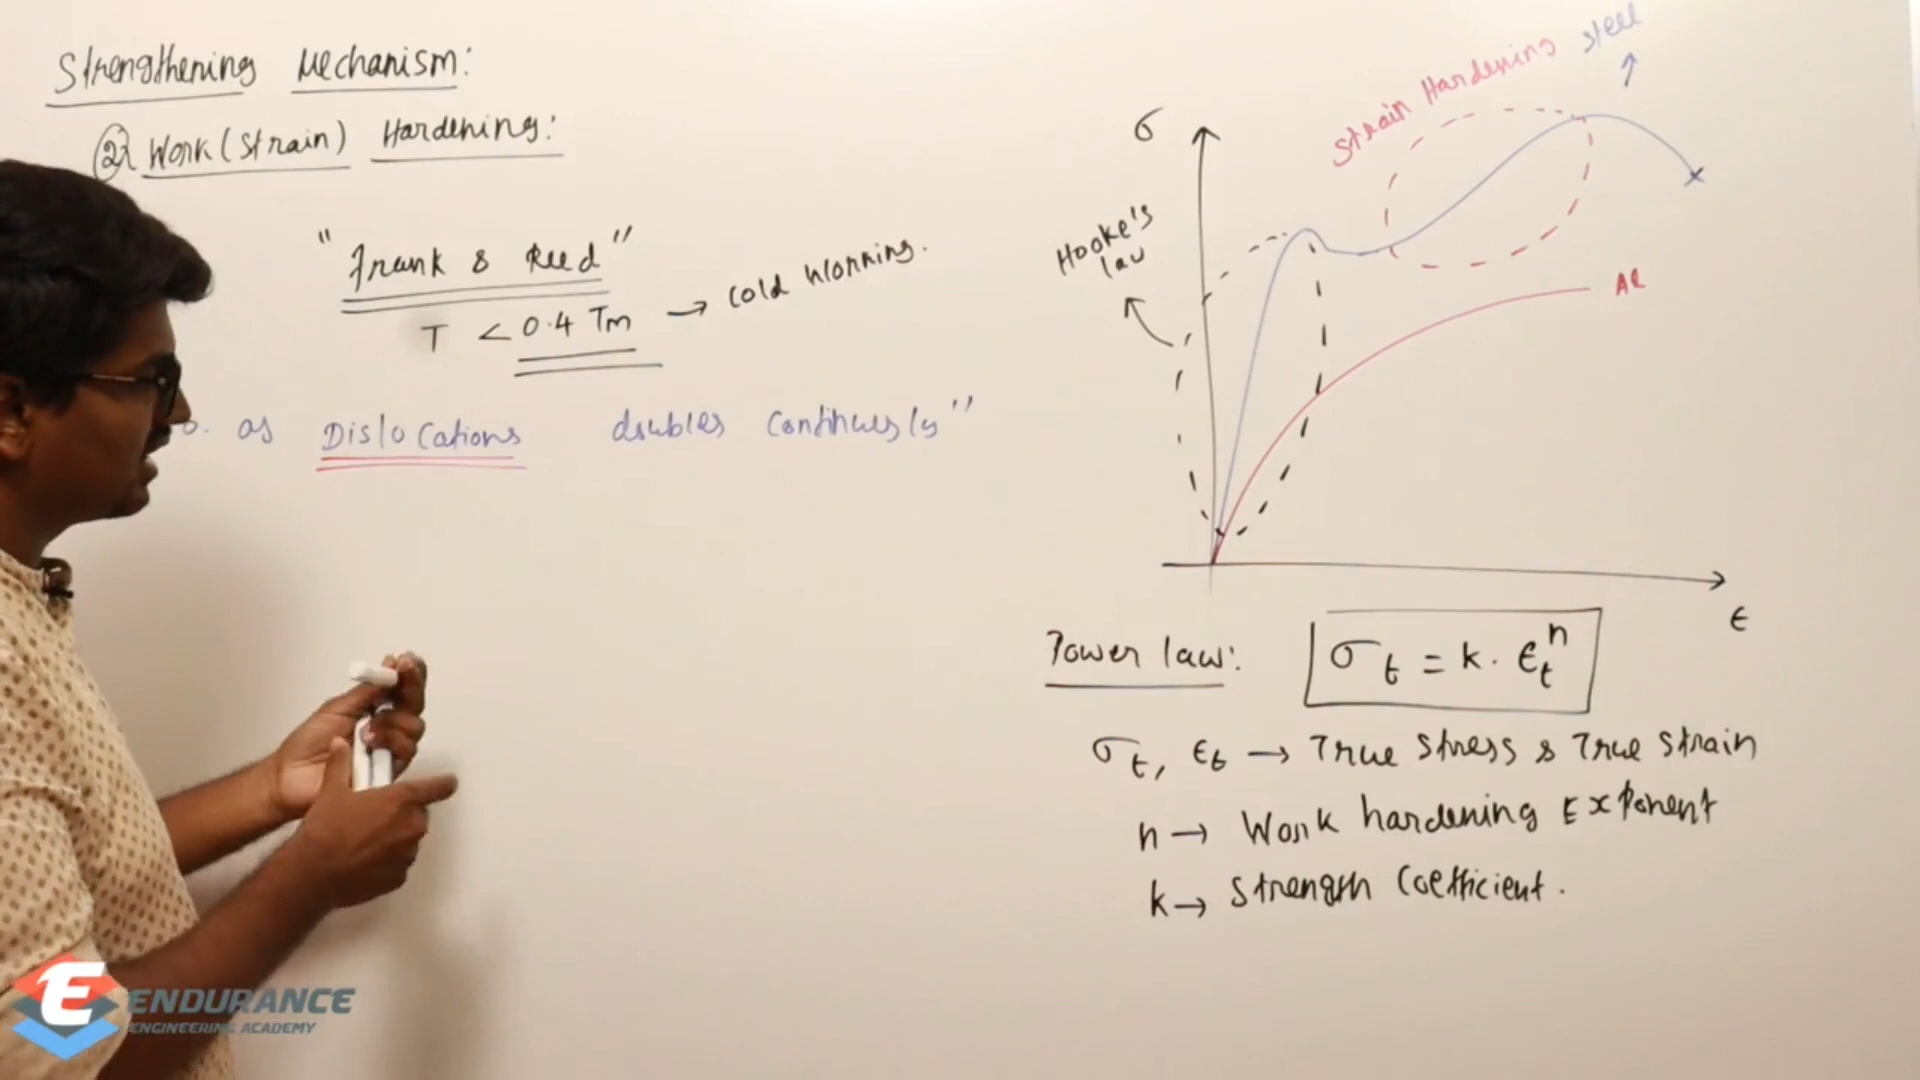 Strengthening Mechanism:
2) Work (Strain) Hardening:
"Frank & Reed"
T < 0.4 Tm → Cold Working.
as Dislocations doubles Continuesly"
σ
Strain Hardening
Steel
Hooke's
law
Al
ε
Power law: σt = k · εt^n
σt, εt → True Stress & True Strain
n → Work hardening Exponent
k → Strength Coefficient.
ENDURANCE
ENGINEERING ACADEMY